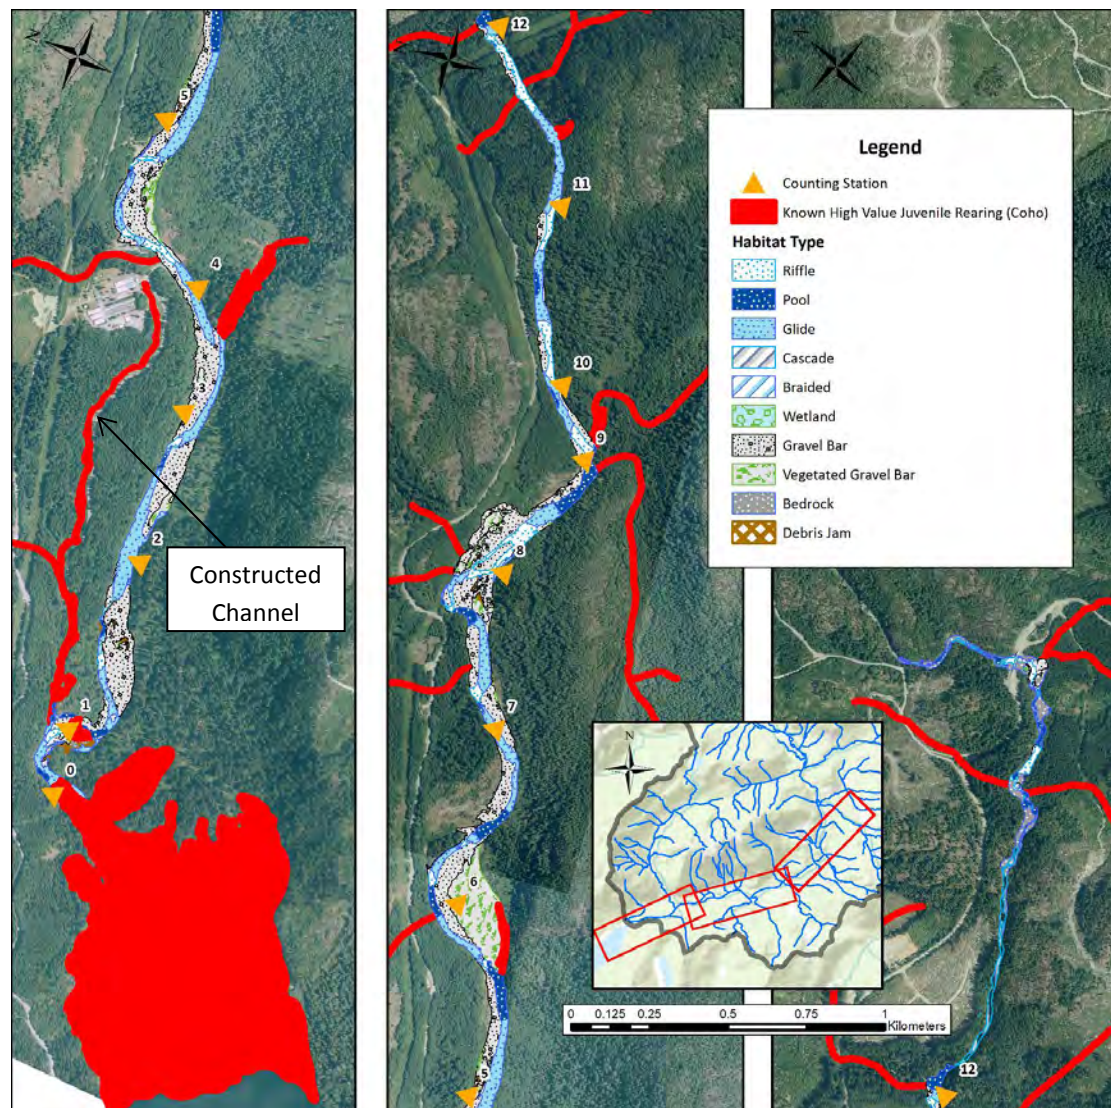 N
5
4
3
2
Constructed
Channel
1
0
12
11
10
9
8
7
6
5
Legend
Counting Station
Known High Value Juvenile Rearing (Coho)
Habitat Type
Riffle
Pool
Glide
Cascade
Braided
Wetland
Gravel Bar
Vegetated Gravel Bar
Bedrock
Debris Jam
N
0 0.125 0.25 0.5 0.75 1
Kilometers
12